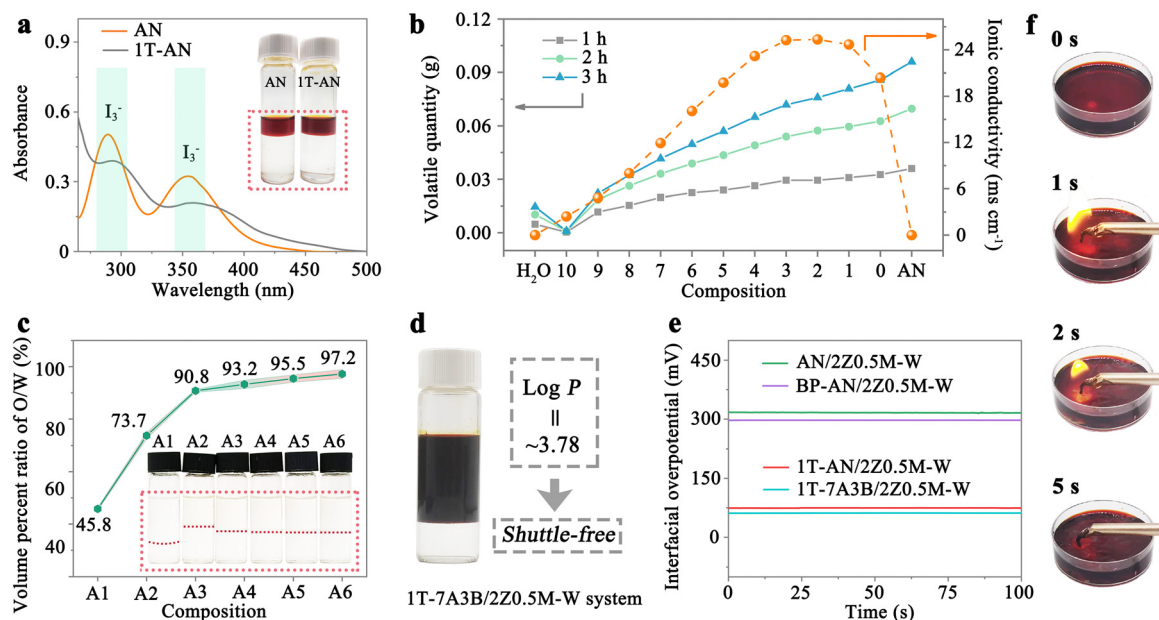 a
AN
1T-AN
I₃⁻
I₃⁻
AN
1T-AN
0.9
0.6
0.3
0
Absorbance
300
350
400
450
500
Wavelength (nm)
b
1 h
2 h
3 h
0.12
0.09
0.06
0.03
0.00
Volatile quantity (g)
24
18
12
6
0
Ionic conductivity (ms cm⁻¹)
H₂O
10
9
8
7
6
5
4
3
2
1
0
AN
Composition
c
100
80
60
40
Volume percent ratio of O/W (%)
45.8
73.7
90.8
93.2
95.5
97.2
A1
A2
A3
A4
A5
A6
A1
A2
A3
A4
A5
A6
Composition
d
Log P
=
~3.78
Shuttle-free
1T-7A3B/2Z0.5M-W system
e
AN/2Z0.5M-W
BP-AN/2Z0.5M-W
1T-AN/2Z0.5M-W
1T-7A3B/2Z0.5M-W
450
300
150
0
Interfacial overpotential (mV)
0
25
50
75
100
Time (s)
f
0 s
1 s
2 s
5 s